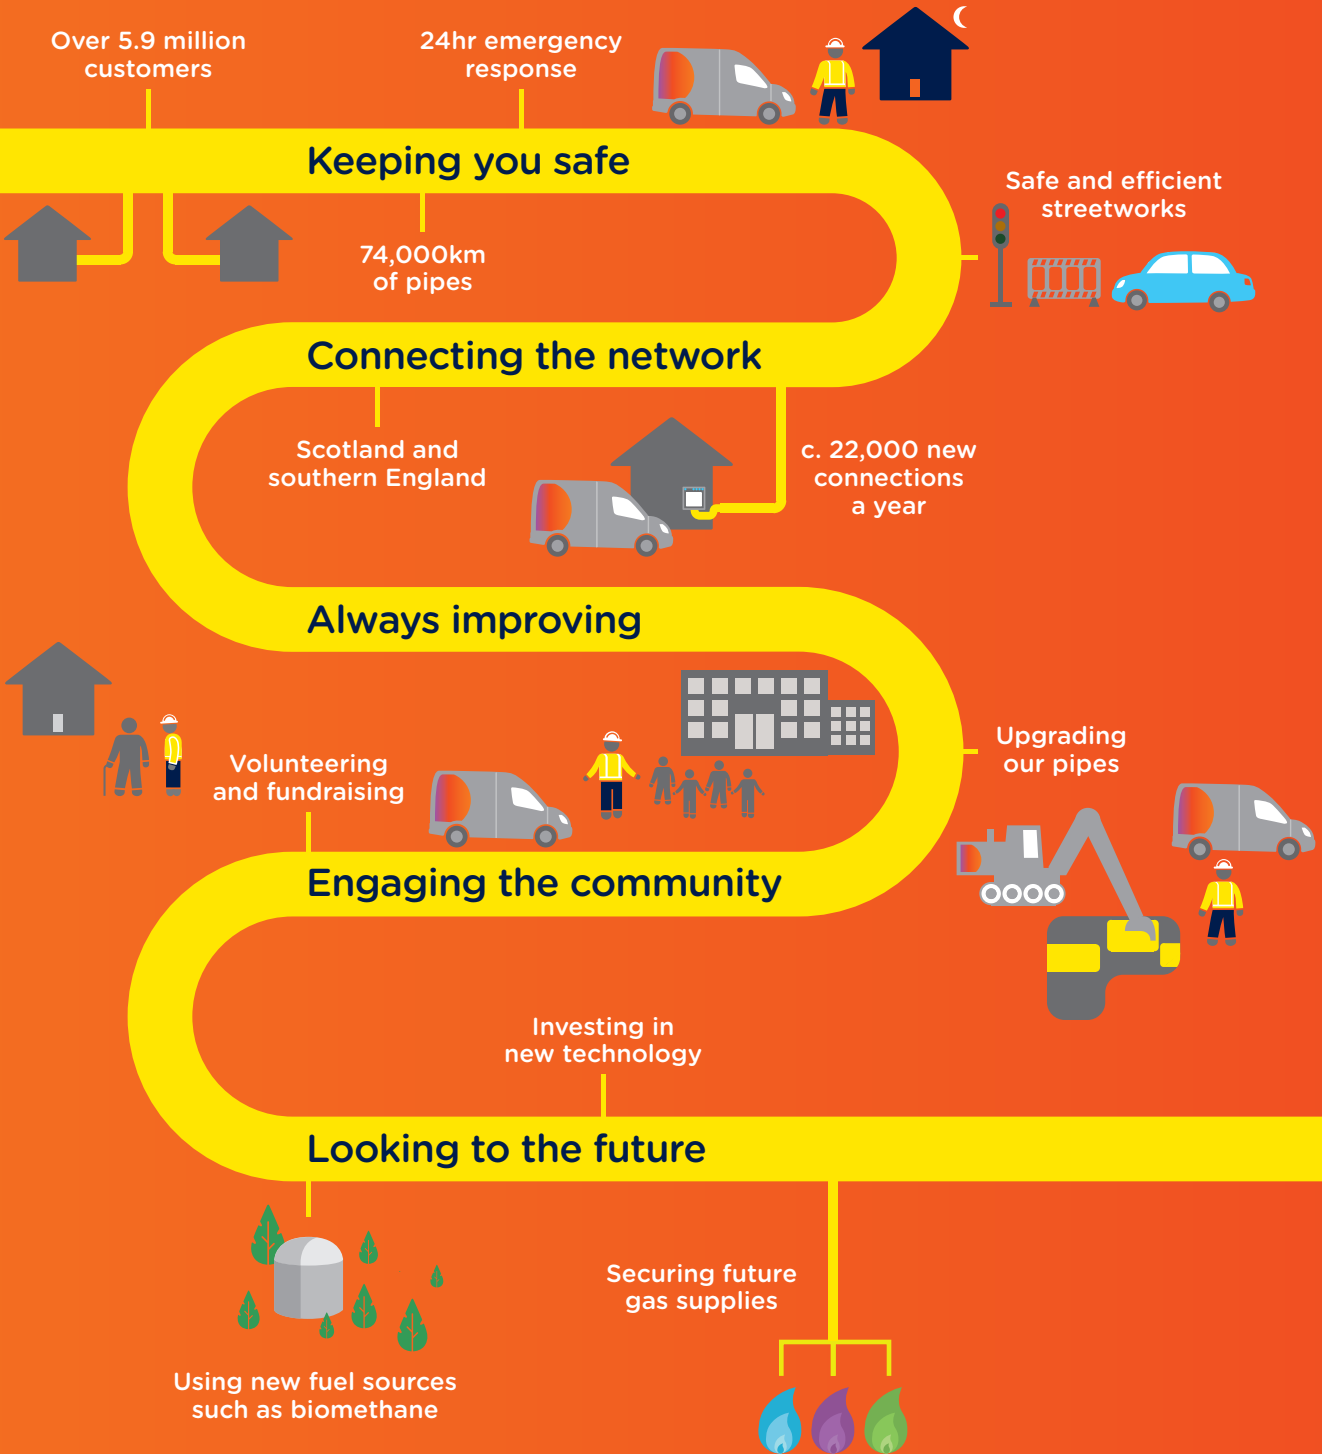 Over 5.9 million
customers
24hr emergency
response
Keeping you safe
Safe and efficient
streetworks
74,000km
of pipes
Connecting the network
Scotland and
southern England
c. 22,000 new
connections
a year
Always improving
Upgrading
our pipes
Volunteering
and fundraising
Engaging the community
Investing in
new technology
Looking to the future
Securing future
gas supplies
Using new fuel sources
such as biomethane